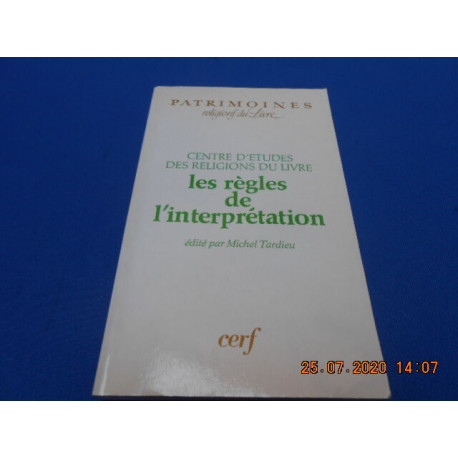 PATRIMOINES
religions du Livre
CENTRE D'ETUDES
DES RELIGIONS DU LIVRE
les règles
de
l'interprétation
édité par Michel Tardieu
cerf
25.07.2020 14:07